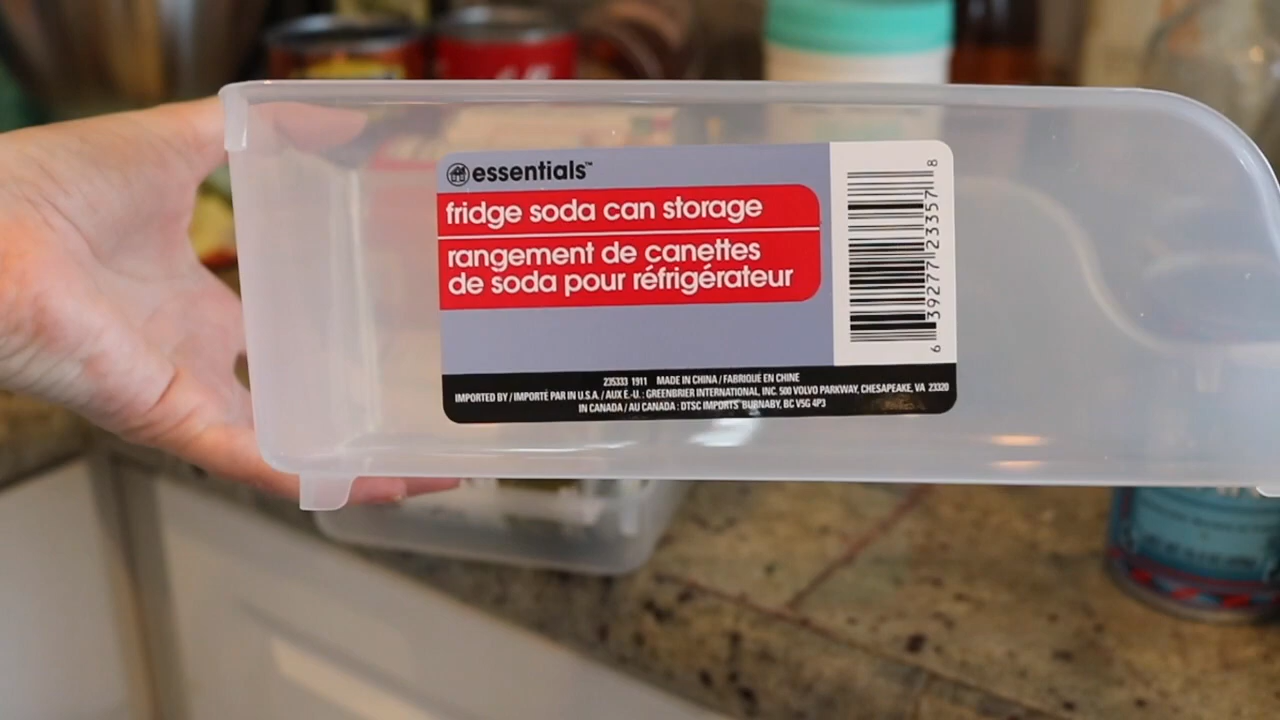 essentials™
fridge soda can storage
rangement de canettes
de soda pour réfrigérateur
235333 1911 MADE IN CHINA / FABRIQUÉ EN CHINE
IMPORTED BY / IMPORTÉ PAR IN U.S.A. / AUX É.-U. : GREENBRIER INTERNATIONAL, INC. 500 VOLVO PARKWAY, CHESAPEAKE, VA 23320
IN CANADA / AU CANADA : DTSC IMPORTS BURNABY, BC V5G 4P3
6 39277 23357 8